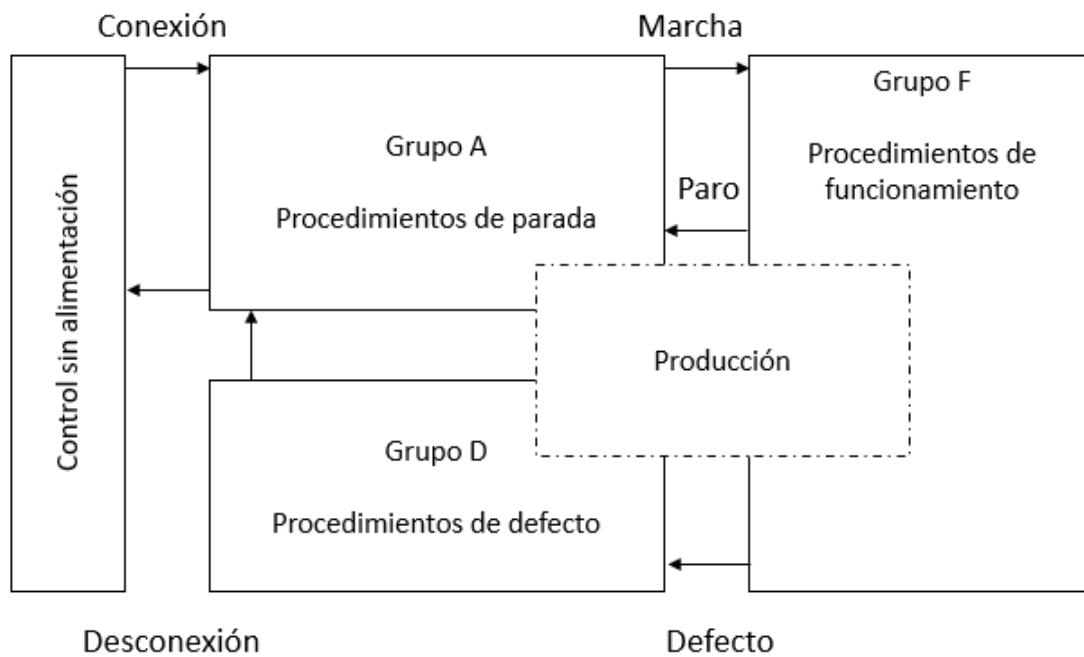 Conexión
Marcha
Control sin alimentación
Grupo A
Procedimientos de parada
Paro
Grupo F
Procedimientos de
funcionamiento
Producción
Grupo D
Procedimientos de defecto
Desconexión
Defecto